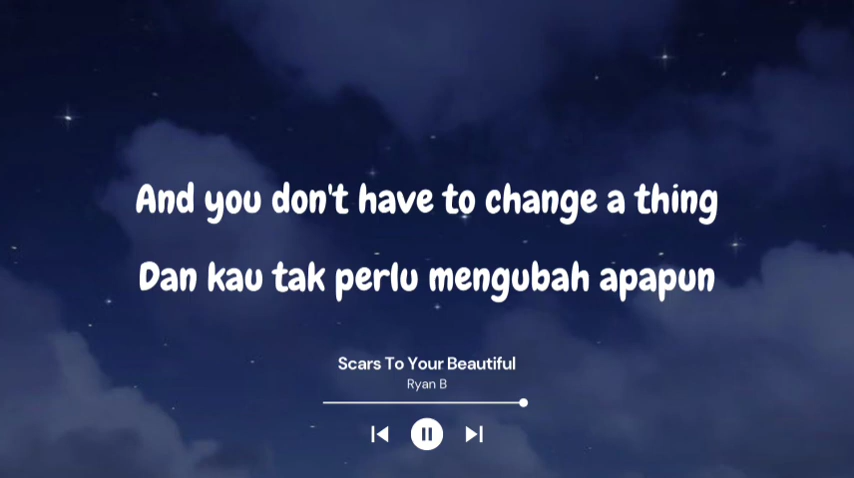 And you don't have to change a thing
Dan kau tak perlu mengubah apapun
Scars To Your Beautiful
Ryan B